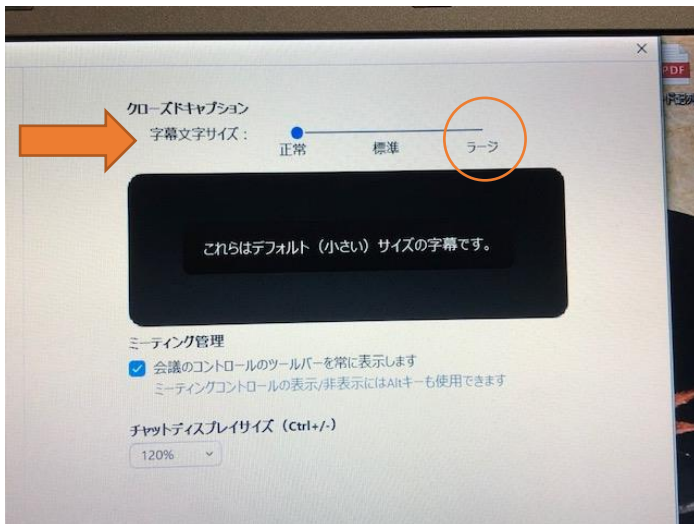 PDF
クローズドキャプション
字幕文字サイズ：
正常 標準 ラージ
これらはデフォルト（小さい）サイズの字幕です。
ミーティング管理
会議のコントロールのツールバーを常に表示します
ミーティングコントロールの表示/非表示にはAltキーも使用できます
チャットディスプレイサイズ（Ctrl+/-）
120%